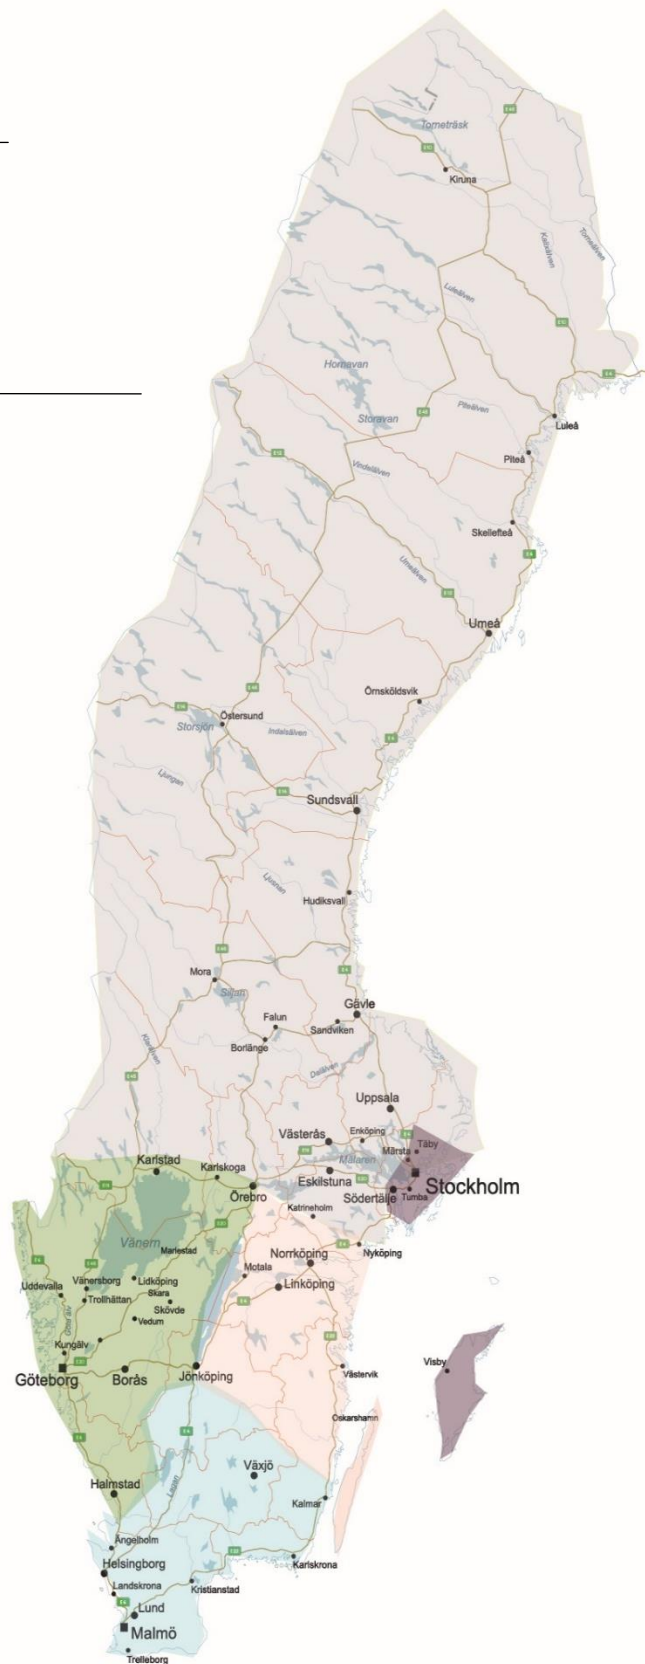 Torneträsk
Kiruna
Kalixälven
Torneälven
Luleälven
Hornavan
Storavan
Piteälven
Luleå
Piteå
Vindelälven
Skellefteå
Umeälven
Umeå
Örnsköldsvik
Östersund
Storsjön
Indalsälven
Ljungan
Sundsvall
Ljusnan
Hudiksvall
Mora
Siljan
Gävle
Falun
Sandviken
Borlänge
Klarälven
Dalälven
Uppsala
Västerås
Enköping
Täby
Märsta
Mälaren
Karlstad
Karlskoga
Eskilstuna
Stockholm
Örebro
Södertälje
Tumba
Katrineholm
Vänern
Mariestad
Norrköping
Nyköping
Motala
Linköping
Uddevalla
Vänersborg
Lidköping
Trollhättan
Skara
Skövde
Göta älv
Vedum
Kungälv
Göteborg
Borås
Jönköping
Västervik
Visby
Oskarshamn
Växjö
Halmstad
Lagan
Kalmar
Ängelholm
Helsingborg
Karlskrona
Landskrona
Kristianstad
Lund
Malmö
Trelleborg